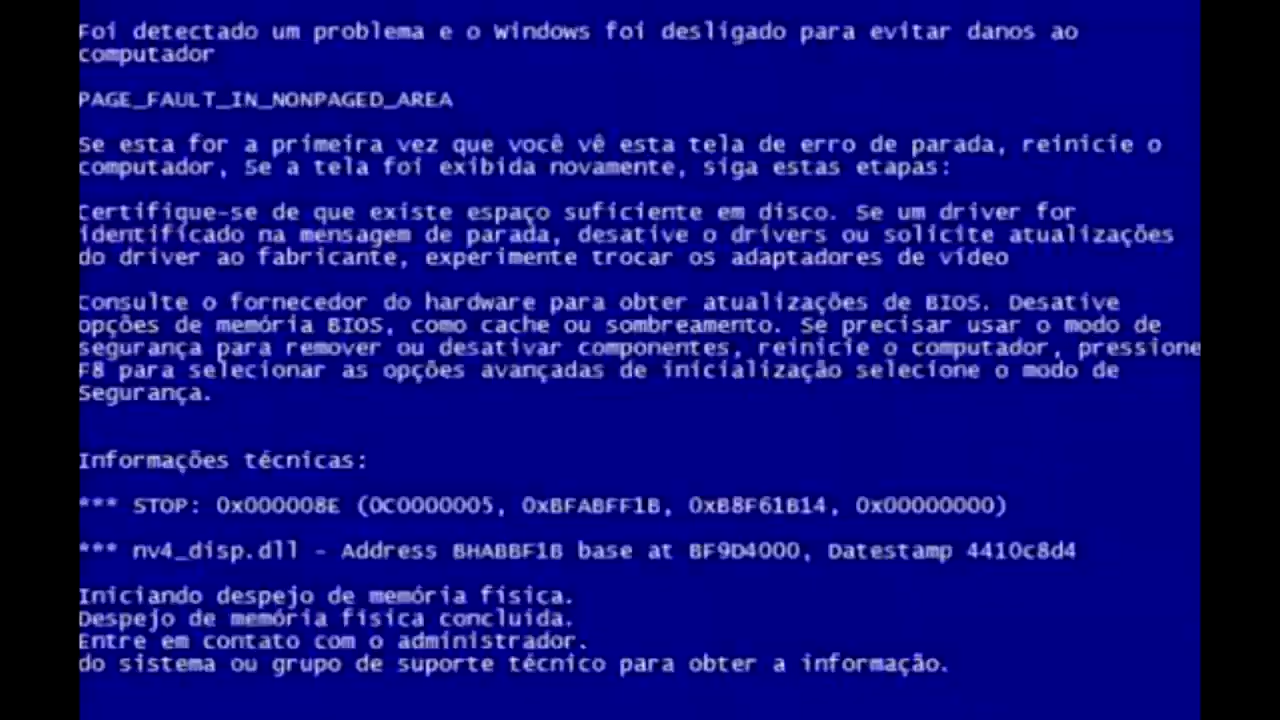 Foi detectado um problema e o Windows foi desligado para evitar danos ao
computador
PAGE_FAULT_IN_NONPAGED_AREA
Se esta for a primeira vez que você vê esta tela de erro de parada, reinicie o
computador, Se a tela foi exibida novamente, siga estas etapas:
Certifique-se de que existe espaço suficiente em disco. Se um driver for
identificado na mensagem de parada, desative o drivers ou solicite atualizações
do driver ao fabricante, experimente trocar os adaptadores de vídeo
Consulte o fornecedor do hardware para obter atualizações de BIOS. Desative
opções de memória BIOS, como cache ou sombreamento. Se precisar usar o modo de
segurança para remover ou desativar componentes, reinicie o computador, pressione
F8 para selecionar as opções avançadas de inicialização selecione o modo de
Segurança.
Informações técnicas:
*** STOP: 0x000008E (0C0000005, 0xBFABFF1B, 0xB8F61B14, 0x00000000)
*** nv4_disp.dll - Address BHABBF1B base at BF9D4000, Datestamp 4410c8d4
Iniciando despejo de memória física.
Despejo de memória física concluída.
Entre em contato com o administrador.
do sistema ou grupo de suporte técnico para obter a informação.